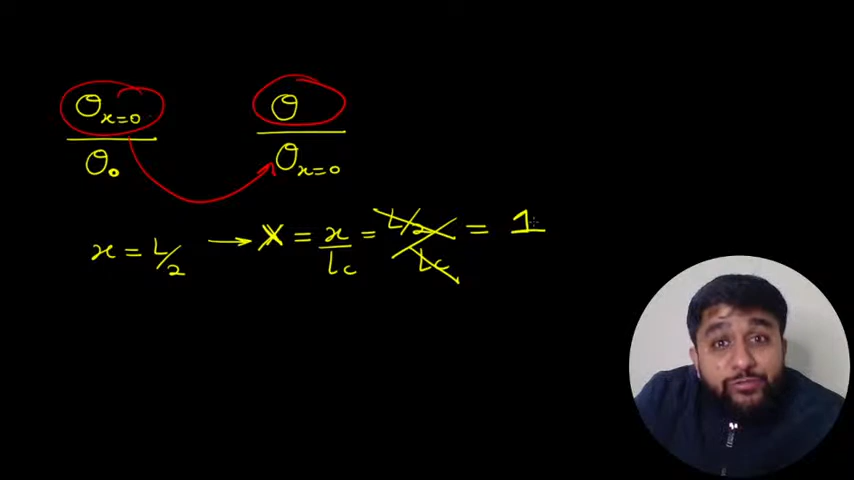 Θx=0 / Θ0    Θ / Θx=0
x = L/2 → X = x/Lc = (L/2)/Lc = 1